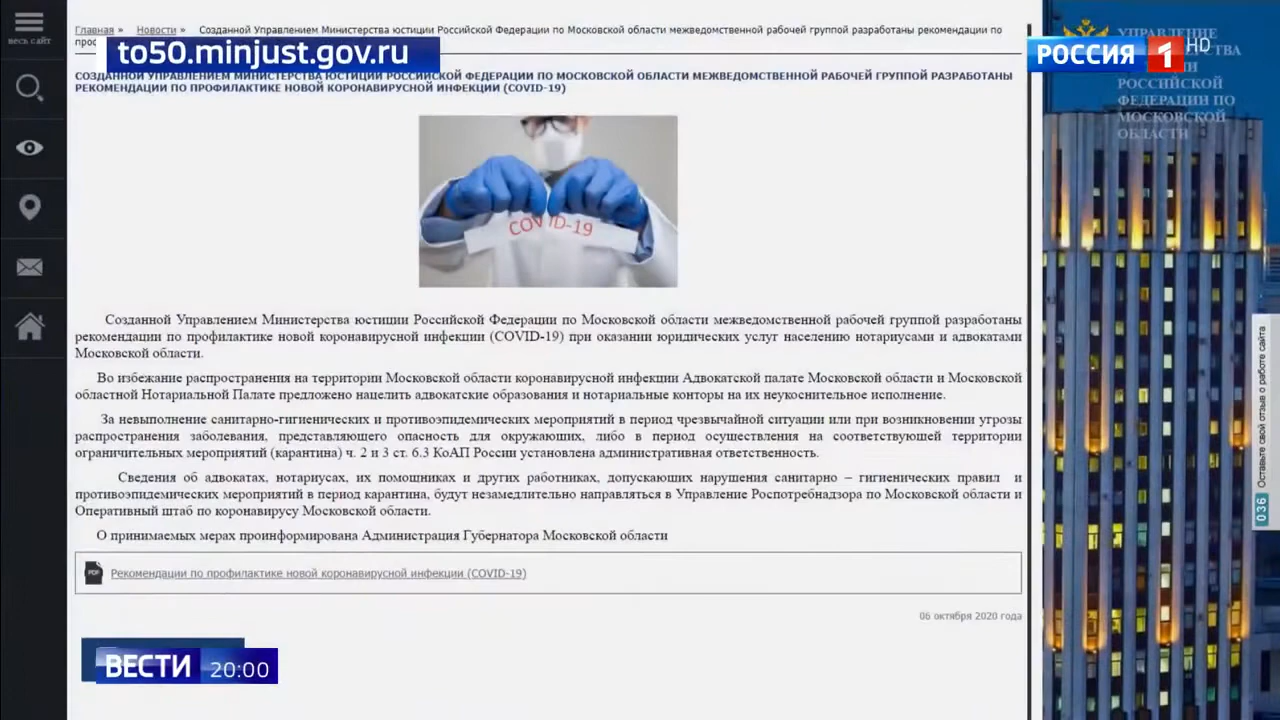 весь сайт
Главная » Новости » Созданной Управлением Министерства юстиции Российской Федерации по Московской области межведомственной рабочей группой разработаны рекомендации по
to50.minjust.gov.ru
РОССИЯ 1 HD
СОЗДАННОЙ УПРАВЛЕНИЕМ МИНИСТЕРСТВА ЮСТИЦИИ РОССИЙСКОЙ ФЕДЕРАЦИИ ПО МОСКОВСКОЙ ОБЛАСТИ МЕЖВЕДОМСТВЕННОЙ РАБОЧЕЙ ГРУППОЙ РАЗРАБОТАНЫ
РЕКОМЕНДАЦИИ ПО ПРОФИЛАКТИКЕ НОВОЙ КОРОНАВИРУСНОЙ ИНФЕКЦИИ (COVID-19)
COVID-19
Созданной Управлением Министерства юстиции Российской Федерации по Московской области межведомственной рабочей группой разработаны
рекомендации по профилактике новой коронавирусной инфекции (COVID-19) при оказании юридических услуг населению нотариусами и адвокатами
Московской области.
Во избежание распространения на территории Московской области коронавирусной инфекции Адвокатской палате Московской области и Московской
областной Нотариальной Палате предложено нацелить адвокатские образования и нотариальные конторы на их неукоснительное исполнение.
За невыполнение санитарно-гигиенических и противоэпидемических мероприятий в период чрезвычайной ситуации или при возникновении угрозы
распространения заболевания, представляющего опасность для окружающих, либо в период осуществления на соответствующей территории
ограничительных мероприятий (карантина) ч. 2 и 3 ст. 6.3 КоАП России установлена административная ответственность.
Сведения об адвокатах, нотариусах, их помощниках и других работниках, допускающих нарушения санитарно – гигиенических правил и
противоэпидемических мероприятий в период карантина, будут незамедлительно направляться в Управление Роспотребнадзора по Московской области и
Оперативный штаб по коронавирусу Московской области.
О принимаемых мерах проинформирована Администрация Губернатора Московской области
PDF Рекомендации по профилактике новой коронавирусной инфекции (COVID-19)
06 октября 2020 года
ВЕСТИ 20:00
УПРАВЛЕНИЕ
РОССИЙСКОЙ
ФЕДЕРАЦИИ ПО
МОСКОВСКОЙ
ОБЛАСТИ
Оставьте свой отзыв о работе сайта